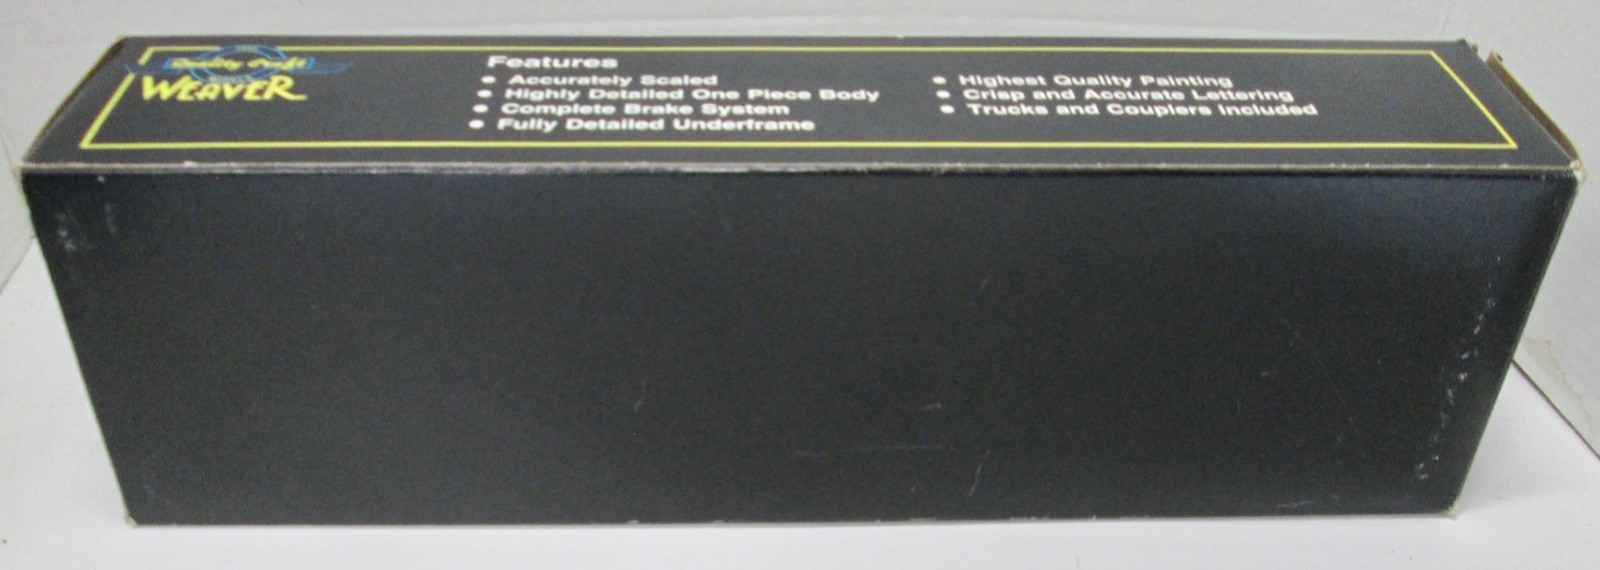 Quality Craft
WEAVER
Features
• Accurately Scaled
• Highly Detailed One Piece Body
• Complete Brake System
• Fully Detailed Underframe
• Highest Quality Painting
• Crisp and Accurate Lettering
• Trucks and Couplers Included